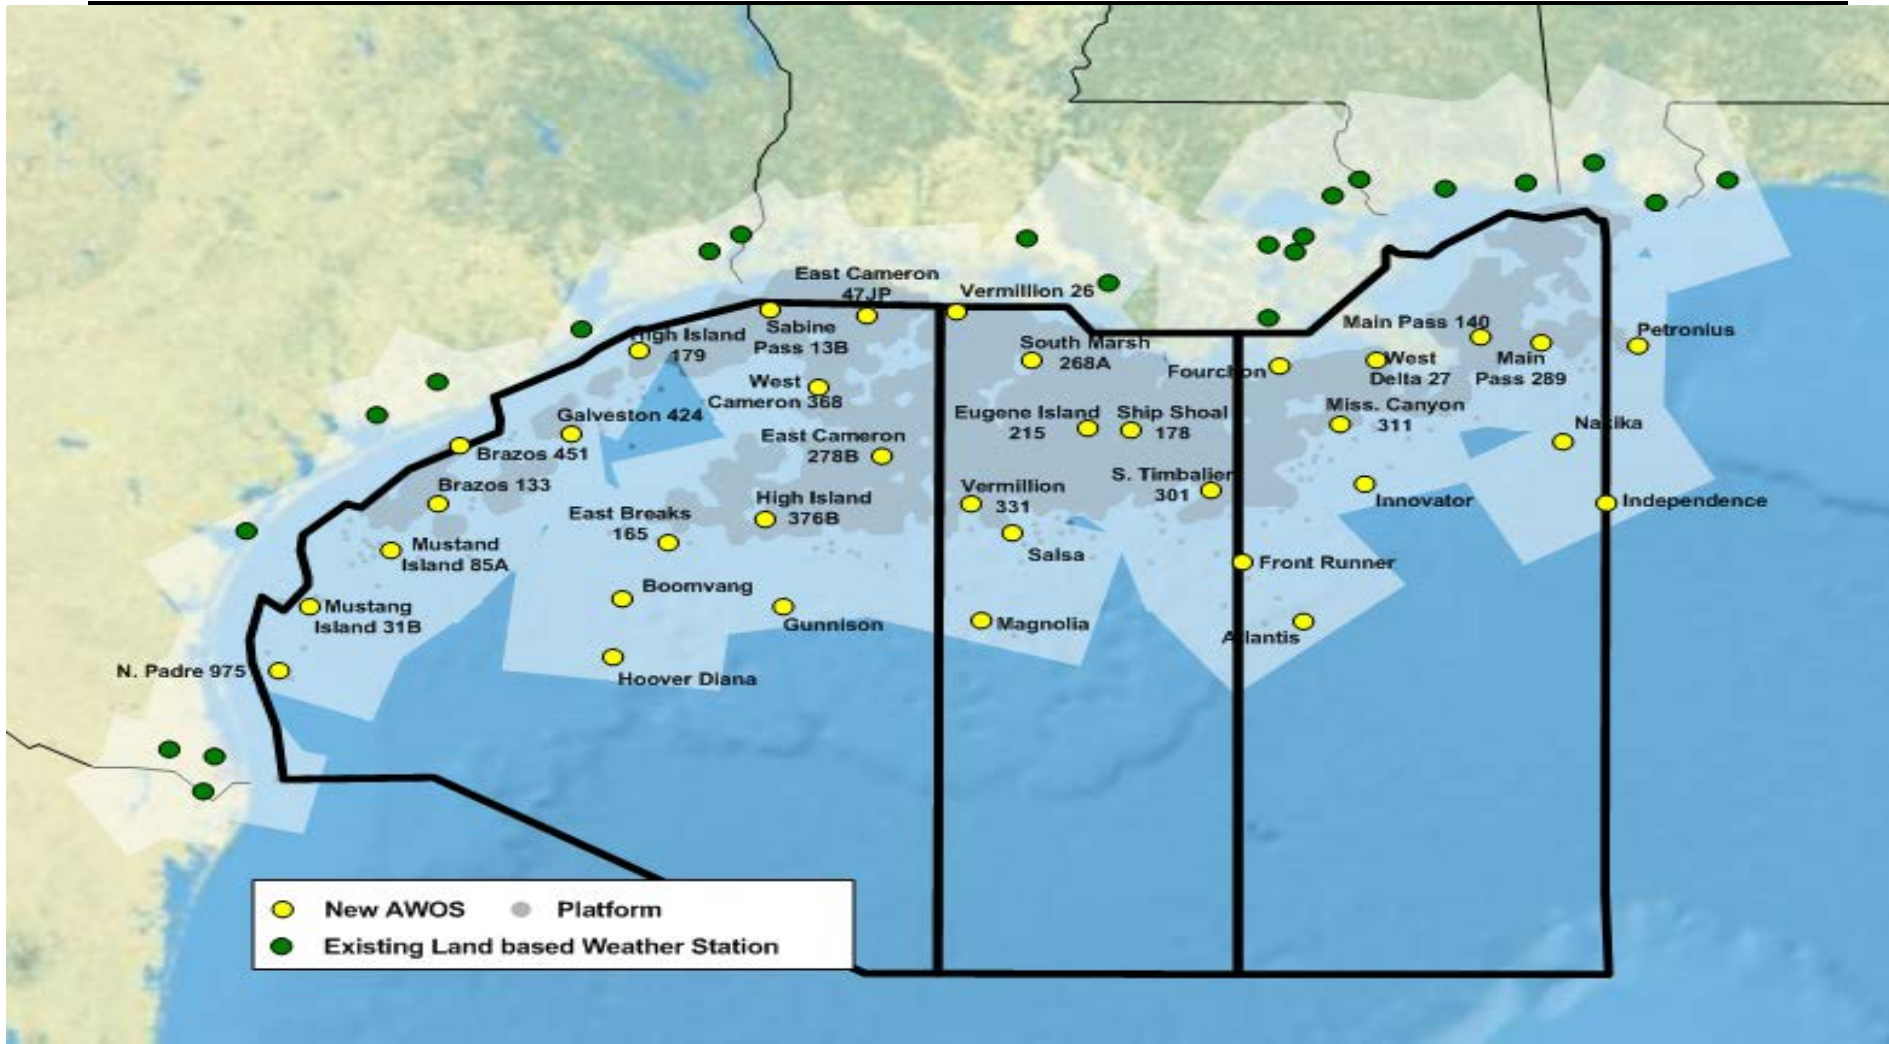 East Cameron
47JP
Vermillion 26
High Island
179
Sabine
Pass 13B
South Marsh
268A
Main Pass 140
Petronius
Fourchon
West
Delta 27
Main
Pass 289
West
Cameron 368
Galveston 424
Eugene Island
215
Ship Shoal
178
Miss. Canyon
311
Nakika
Brazos 451
East Cameron
278B
Brazos 133
S. Timbalier
301
Vermillion
331
High Island
376B
Innovator
Independence
East Breaks
165
Mustand
Island 85A
Salsa
Front Runner
Boomvang
Mustang
Island 31B
Gunnison
Magnolia
Atlantis
N. Padre 975
Hoover Diana
New AWOS
Platform
Existing Land based Weather Station